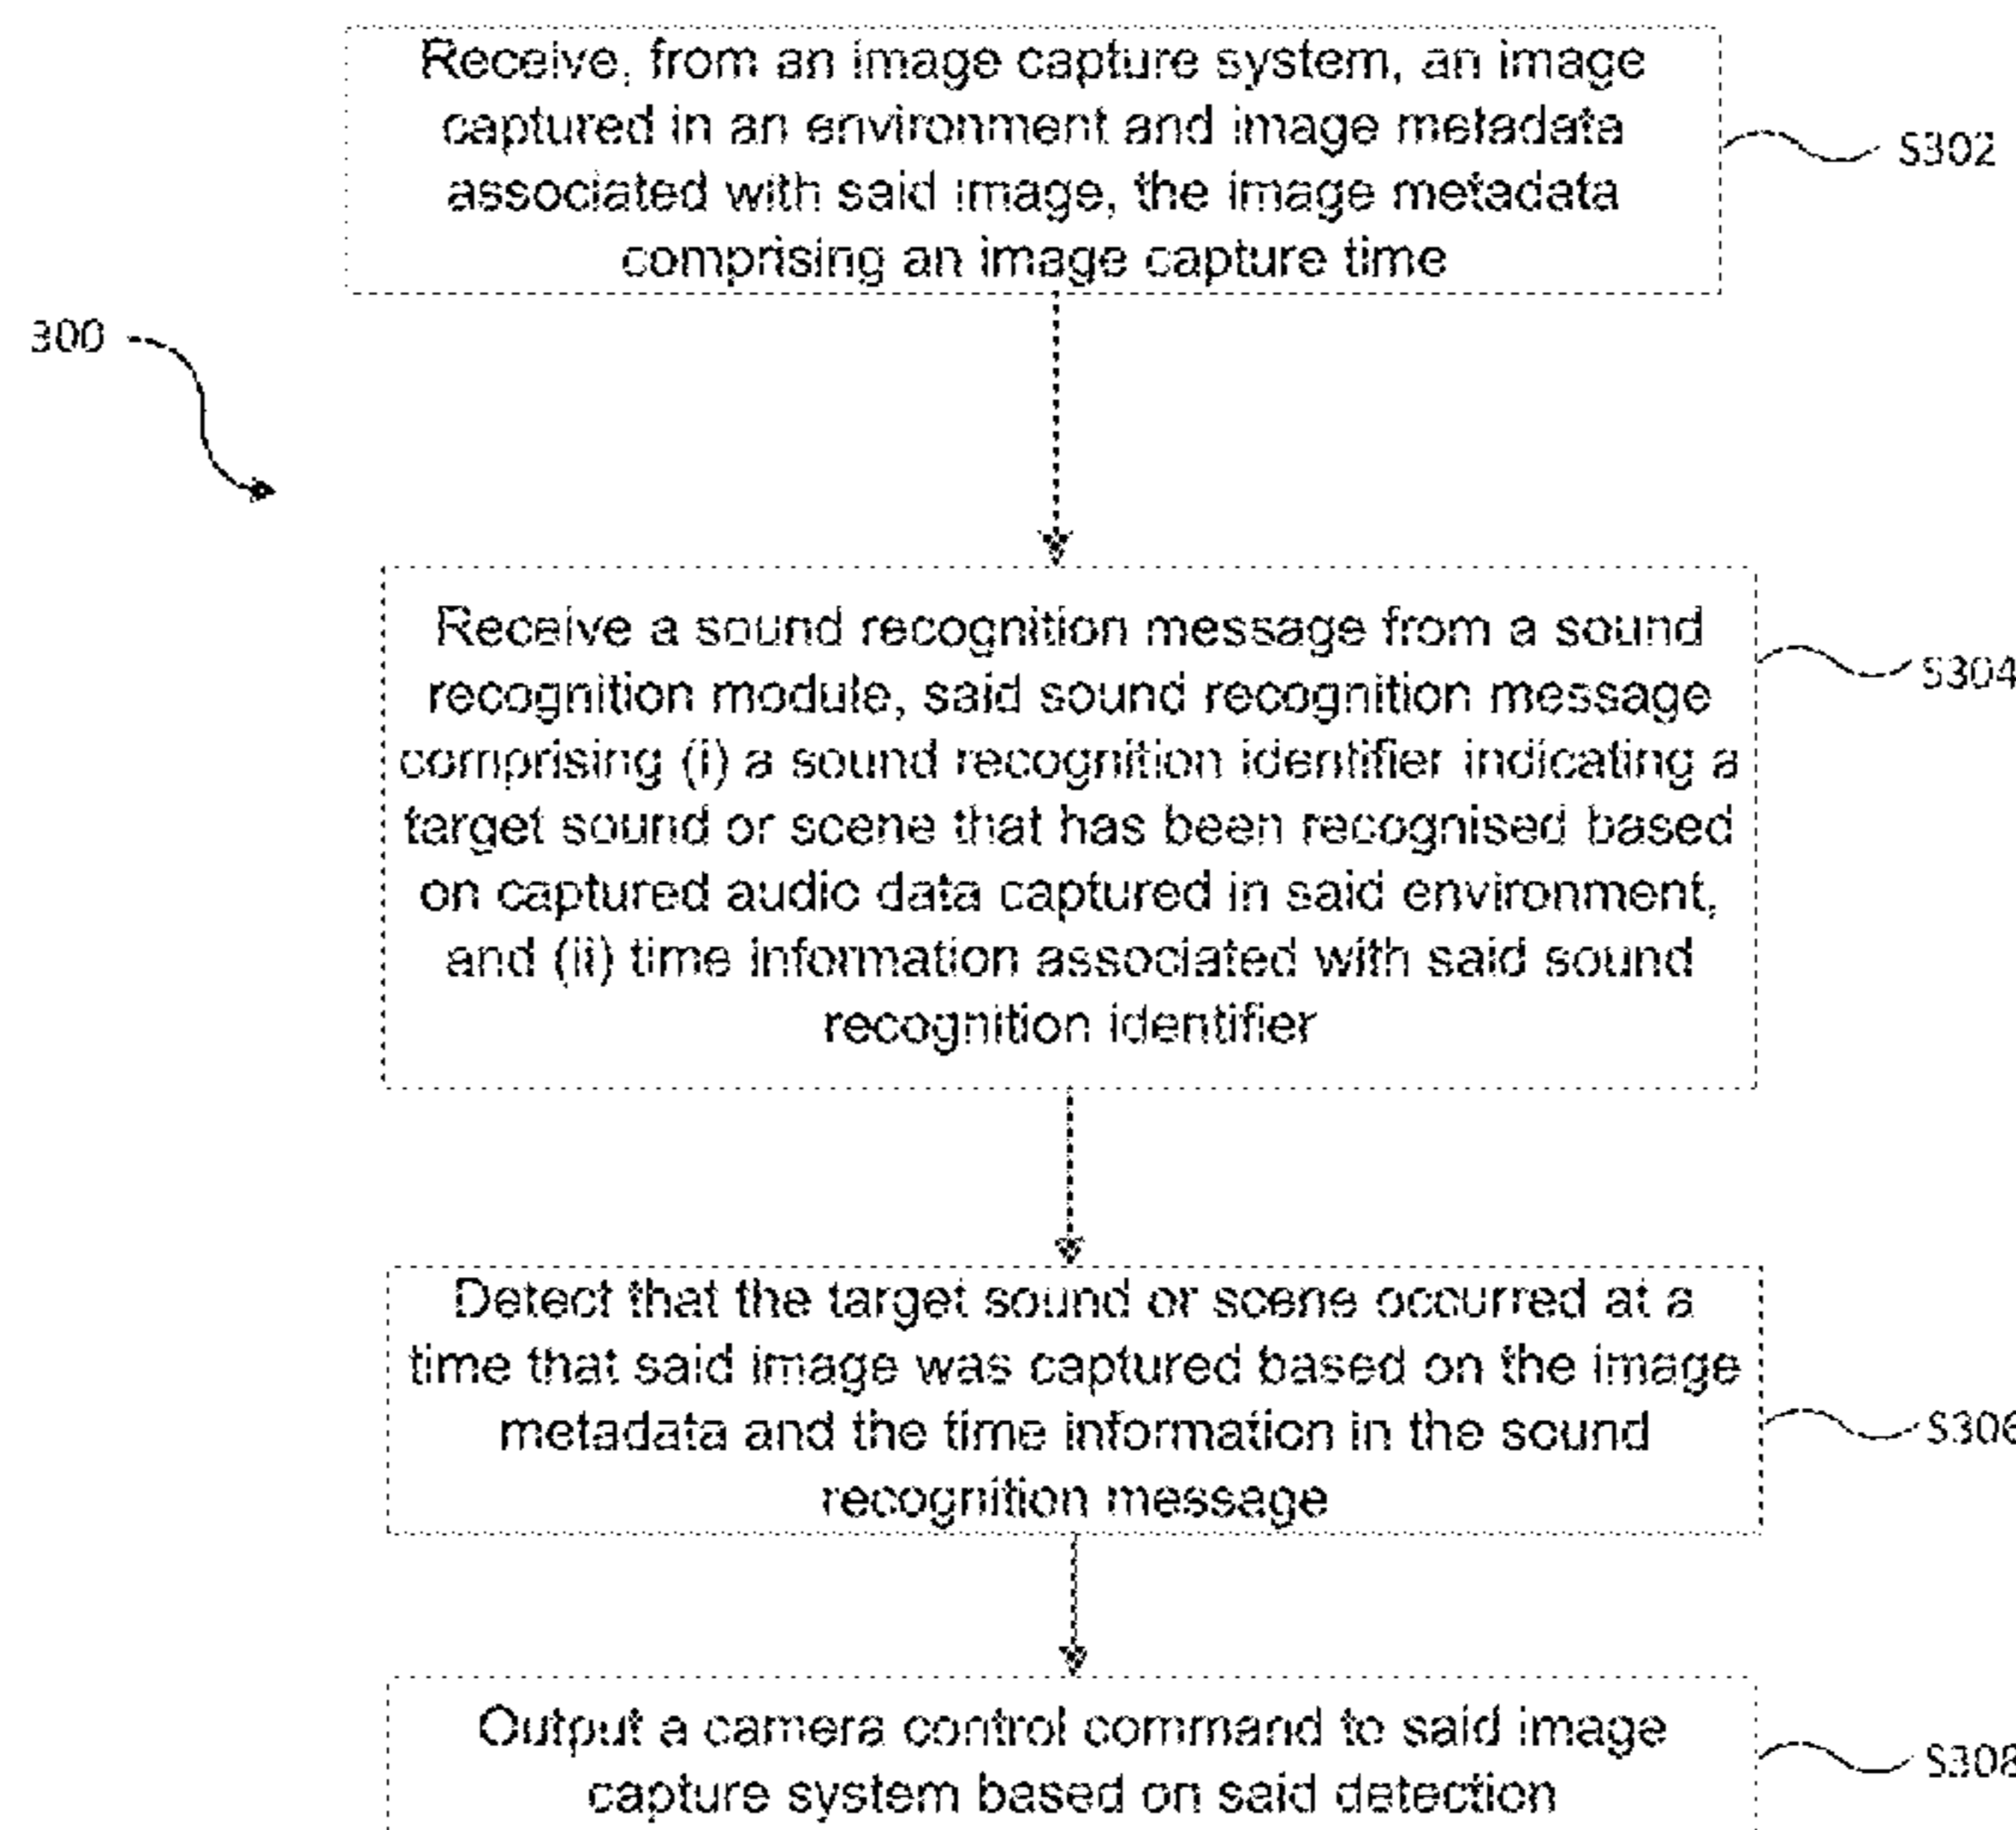 Receive, from an image capture system, an image
captured in an environment and image metadata
associated with said image, the image metadata
comprising an image capture time
S302
300
Receive a sound recognition message from a sound
recognition module, said sound recognition message
comprising (i) a sound recognition identifier indicating a
target sound or scene that has been recognised based
on captured audio data captured in said environment,
and (ii) time information associated with said sound
recognition identifier
S304
Detect that the target sound or scene occurred at a
time that said image was captured based on the image
metadata and the time information in the sound
recognition message
S306
Output a camera control command to said image
capture system based on said detection
S308